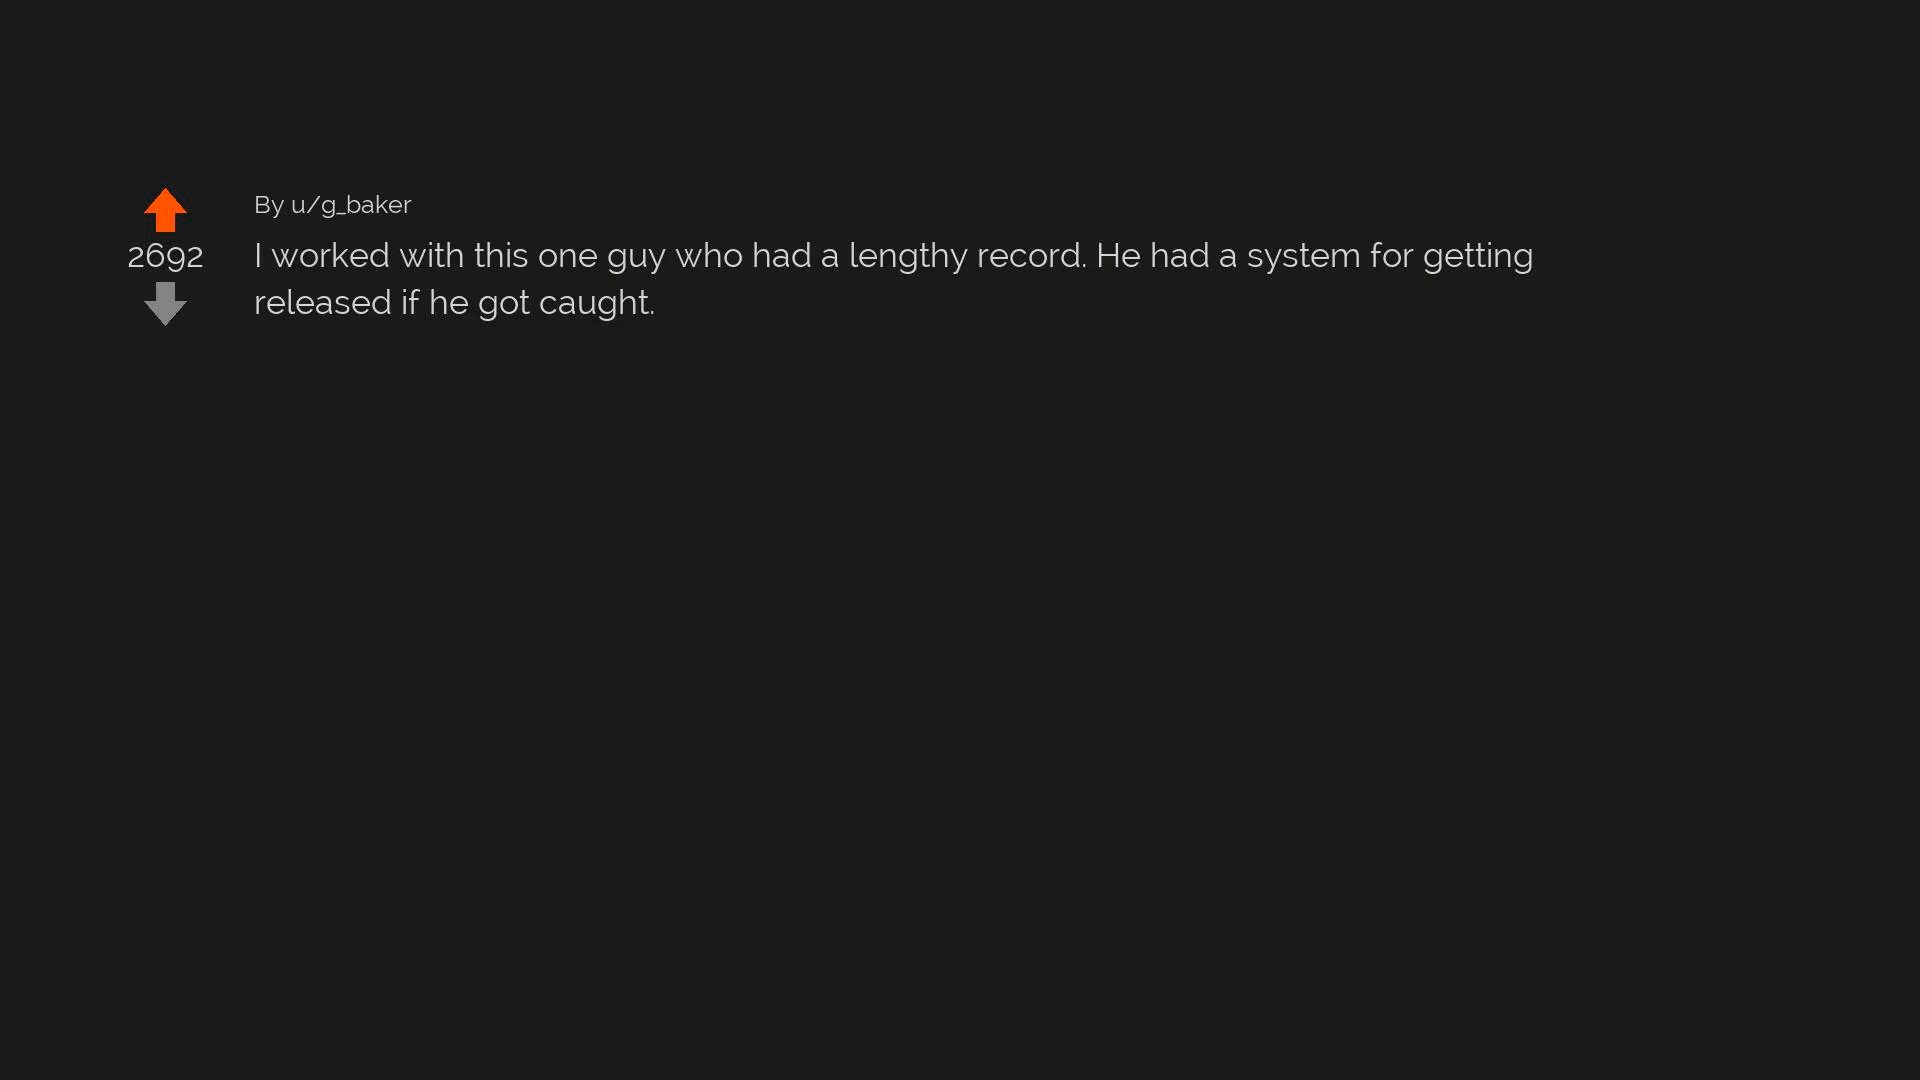 By u/g_baker
2692
I worked with this one guy who had a lengthy record. He had a system for getting
released if he got caught.